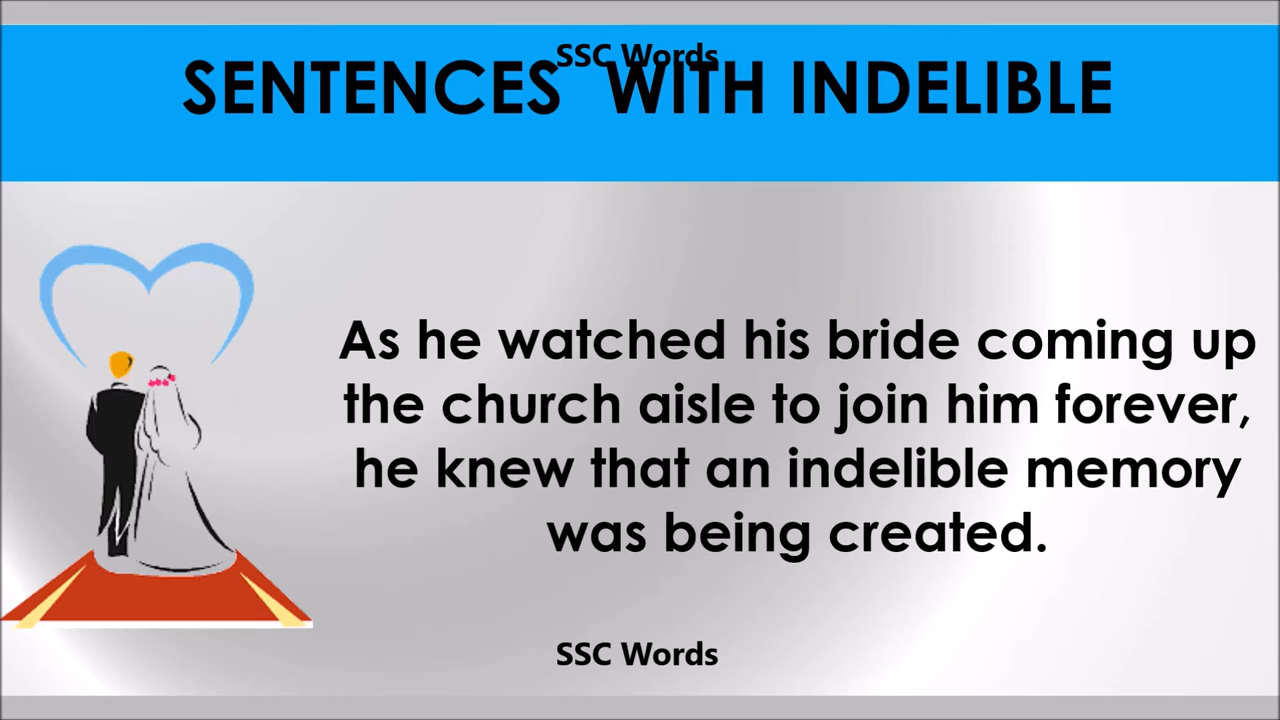 SSC Words
SENTENCES WITH INDELIBLE
As he watched his bride coming up
the church aisle to join him forever,
he knew that an indelible memory
was being created.
SSC Words